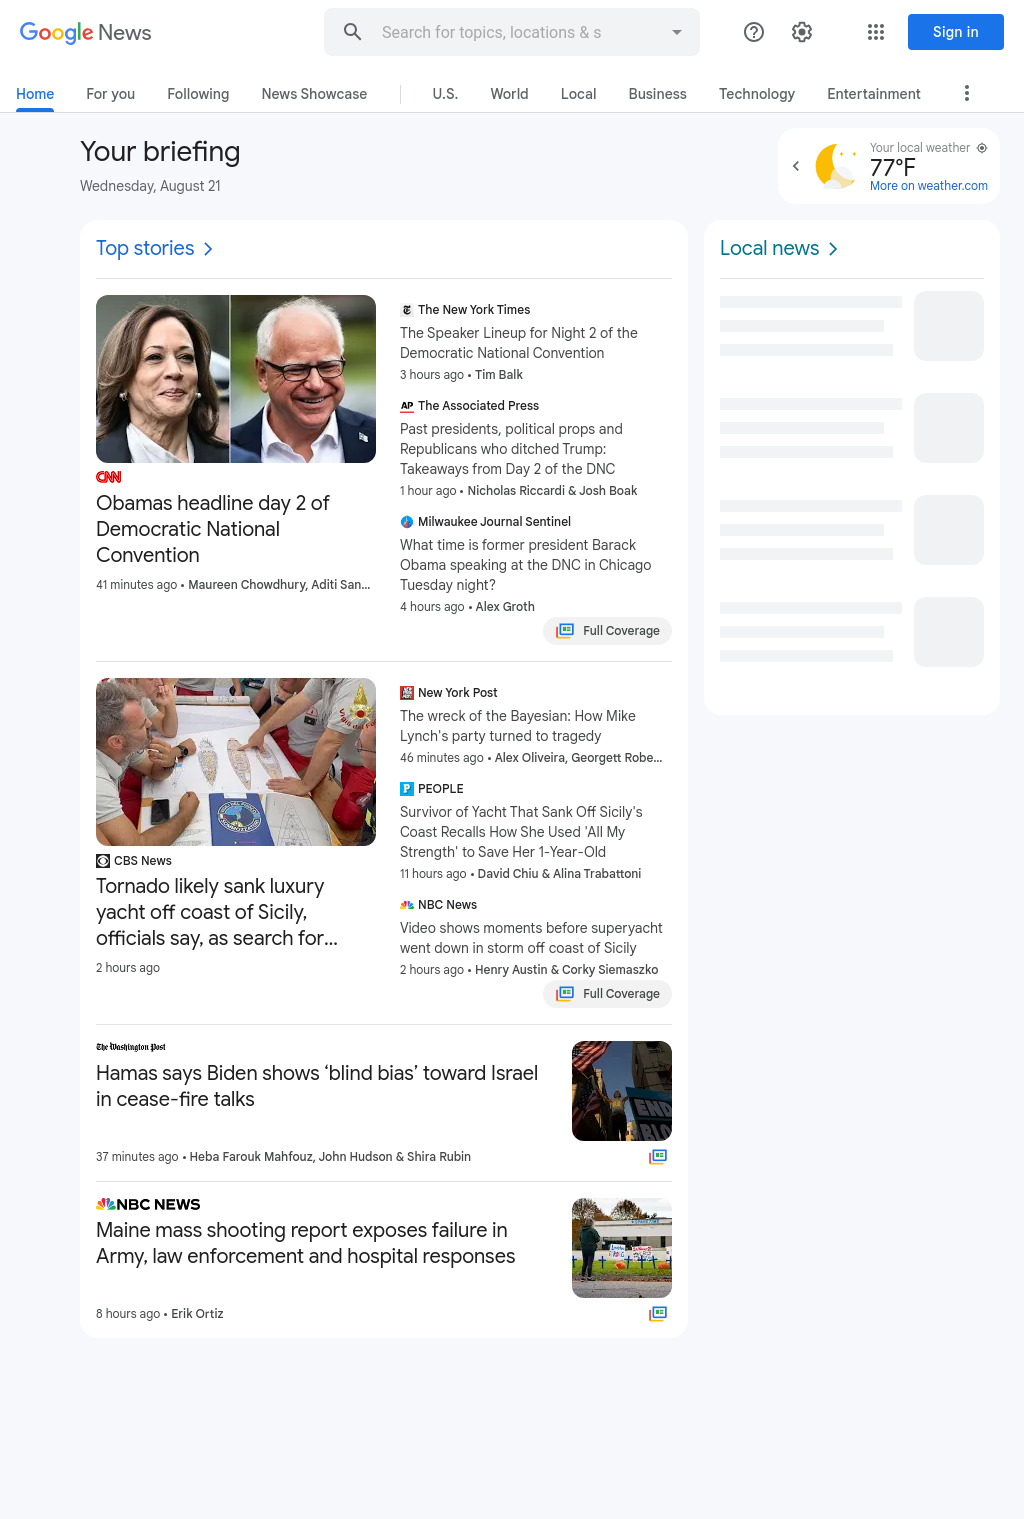 Google News
Search for topics, locations & s
Sign in
Home
For you
Following
News Showcase
U.S.
World
Local
Business
Technology
Entertainment
Your briefing
Wednesday, August 21
Your local weather
77°F
More on weather.com
Top stories
CNN
Obamas headline day 2 of
Democratic National
Convention
41 minutes ago • Maureen Chowdhury, Aditi San...
The New York Times
The Speaker Lineup for Night 2 of the
Democratic National Convention
3 hours ago • Tim Balk
AP The Associated Press
Past presidents, political props and
Republicans who ditched Trump:
Takeaways from Day 2 of the DNC
1 hour ago • Nicholas Riccardi & Josh Boak
Milwaukee Journal Sentinel
What time is former president Barack
Obama speaking at the DNC in Chicago
Tuesday night?
4 hours ago • Alex Groth
Full Coverage
CBS News
Tornado likely sank luxury
yacht off coast of Sicily,
officials say, as search for...
2 hours ago
New York Post
The wreck of the Bayesian: How Mike
Lynch's party turned to tragedy
46 minutes ago • Alex Oliveira, Georgett Robe...
PEOPLE
Survivor of Yacht That Sank Off Sicily's
Coast Recalls How She Used 'All My
Strength' to Save Her 1-Year-Old
11 hours ago • David Chiu & Alina Trabattoni
NBC News
Video shows moments before superyacht
went down in storm off coast of Sicily
2 hours ago • Henry Austin & Corky Siemaszko
Full Coverage
The Washington Post
Hamas says Biden shows ‘blind bias’ toward Israel
in cease-fire talks
37 minutes ago • Heba Farouk Mahfouz, John Hudson & Shira Rubin
END
NBC NEWS
Maine mass shooting report exposes failure in
Army, law enforcement and hospital responses
8 hours ago • Erik Ortiz
Local news